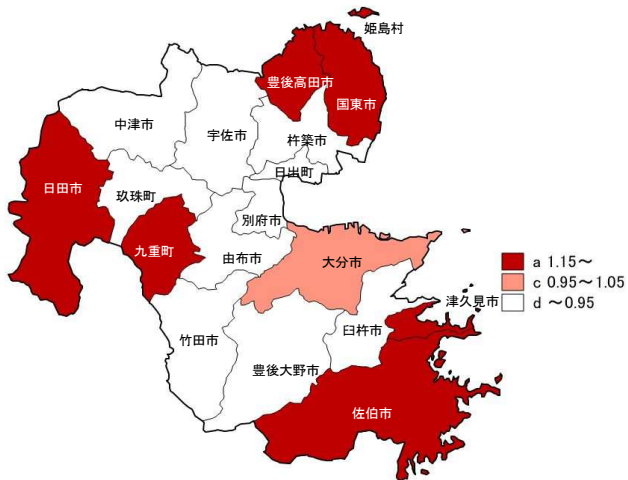 姫島村
豊後高田市
国東市
中津市
宇佐市
杵築市
日出町
日田市
玖珠町
別府市
九重町
由布市
大分市
a 1.15～
c 0.95～1.05
d ～0.95
津久見市
臼杵市
竹田市
豊後大野市
佐伯市